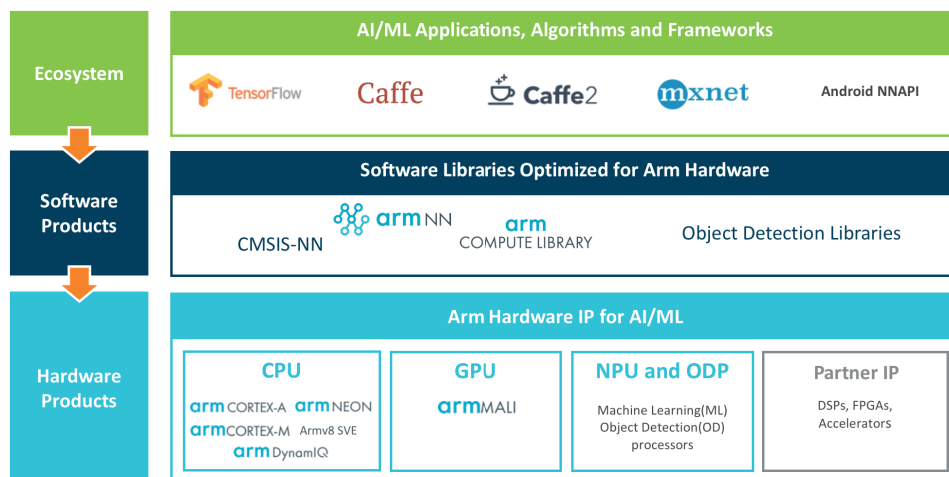 AI/ML Applications, Algorithms and Frameworks
Ecosystem
TensorFlow
Caffe
Caffe2
mxnet
Android NNAPI
Software Libraries Optimized for Arm Hardware
Software
Products
arm NN
CMSIS-NN
arm
COMPUTE LIBRARY
Object Detection Libraries
Arm Hardware IP for AI/ML
Hardware
Products
CPU
arm CORTEX-A arm NEON
arm CORTEX-M Armv8 SVE
arm DynamIQ
GPU
arm MALI
NPU and ODP
Machine Learning(ML)
Object Detection(OD)
processors
Partner IP
DSPs, FPGAs,
Accelerators